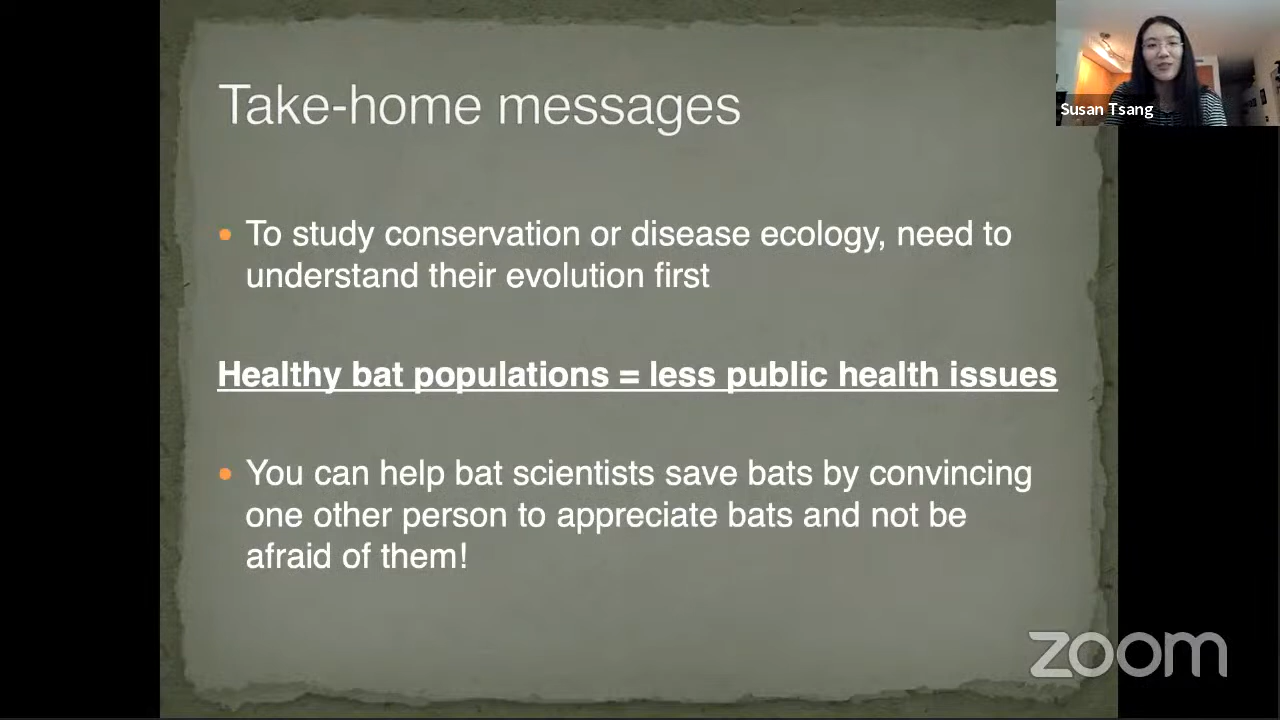 Take-home messages
Susan Tsang
• To study conservation or disease ecology, need to
understand their evolution first
Healthy bat populations = less public health issues
• You can help bat scientists save bats by convincing
one other person to appreciate bats and not be
afraid of them!
zoom